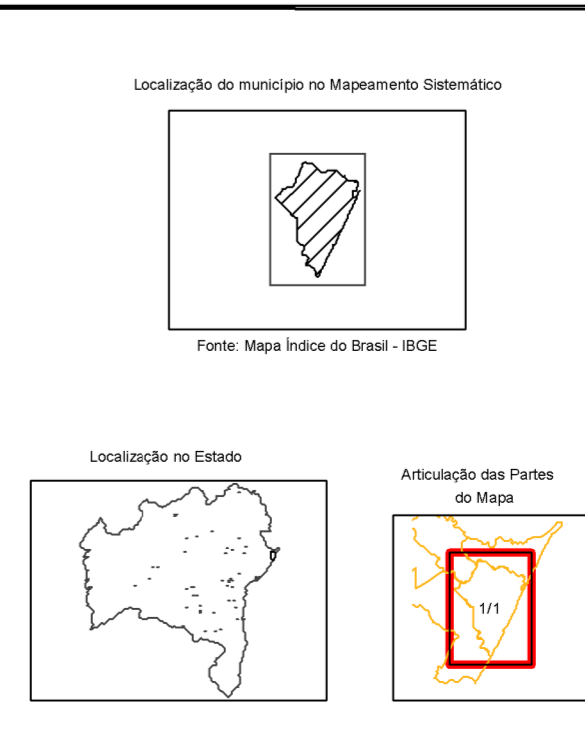 Localização do município no Mapeamento Sistemático
Fonte: Mapa Índice do Brasil - IBGE
Localização no Estado
Articulação das Partes
do Mapa
1/1